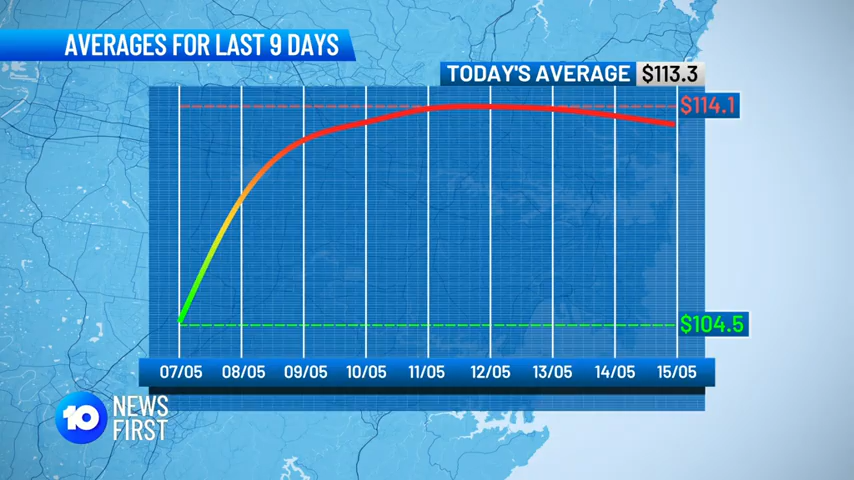 AVERAGES FOR LAST 9 DAYS
TODAY'S AVERAGE $113.3
$114.1
$104.5
07/05 08/05 09/05 10/05 11/05 12/05 13/05 14/05 15/05
10 NEWS
FIRST